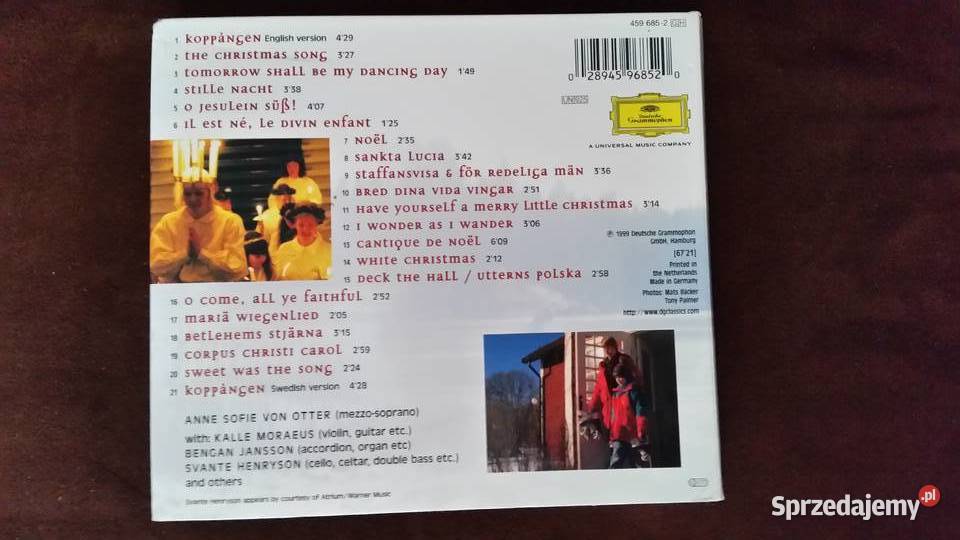 459 685-2 GH
1 Koppången English version 4'29
2 The Christmas Song 3'27
3 Tomorrow shall be my dancing day 1'49
4 Stille Nacht 3'38
5 O Jesulein süß! 4'07
6 Il est né, le divin enfant 1'25
0 28945 96852 0
Deutsche
Grammophon
A UNIVERSAL MUSIC COMPANY
7 Noël 2'35
8 Sankta Lucia 3'42
9 Staffansvisa & För redeliga män 3'36
10 Bred dina vida vingar 2'51
11 Have yourself a merry little Christmas 3'14
12 I wonder as I wander 3'06
13 Cantique de Noël 6'09
14 White Christmas 2'12
15 Deck the Hall / Utterns polska 2'58
℗ 1999 Deutsche Grammophon
GmbH, Hamburg
[67'21]
Printed in
the Netherlands
Made in Germany
Photos: Mats Bäcker
Tony Palmer
http://www.dgclassics.com
16 O come, all ye faithful 2'52
17 Mariä Wiegenlied 2'05
18 Betlehems stjärna 3'15
19 Corpus Christi Carol 2'59
20 Sweet was the song 2'24
21 Koppången Swedish version 4'28
ANNE SOFIE VON OTTER (mezzo-soprano)
with: KALLE MORAEUS (violin, guitar etc.)
BENGAN JANSSON (accordion, organ etc)
SVANTE HENRYSON (cello, celtar, double bass etc.)
and others
Svante Henryson appears by courtesy of Atrium/Warner Music
Sprzedajemy.pl